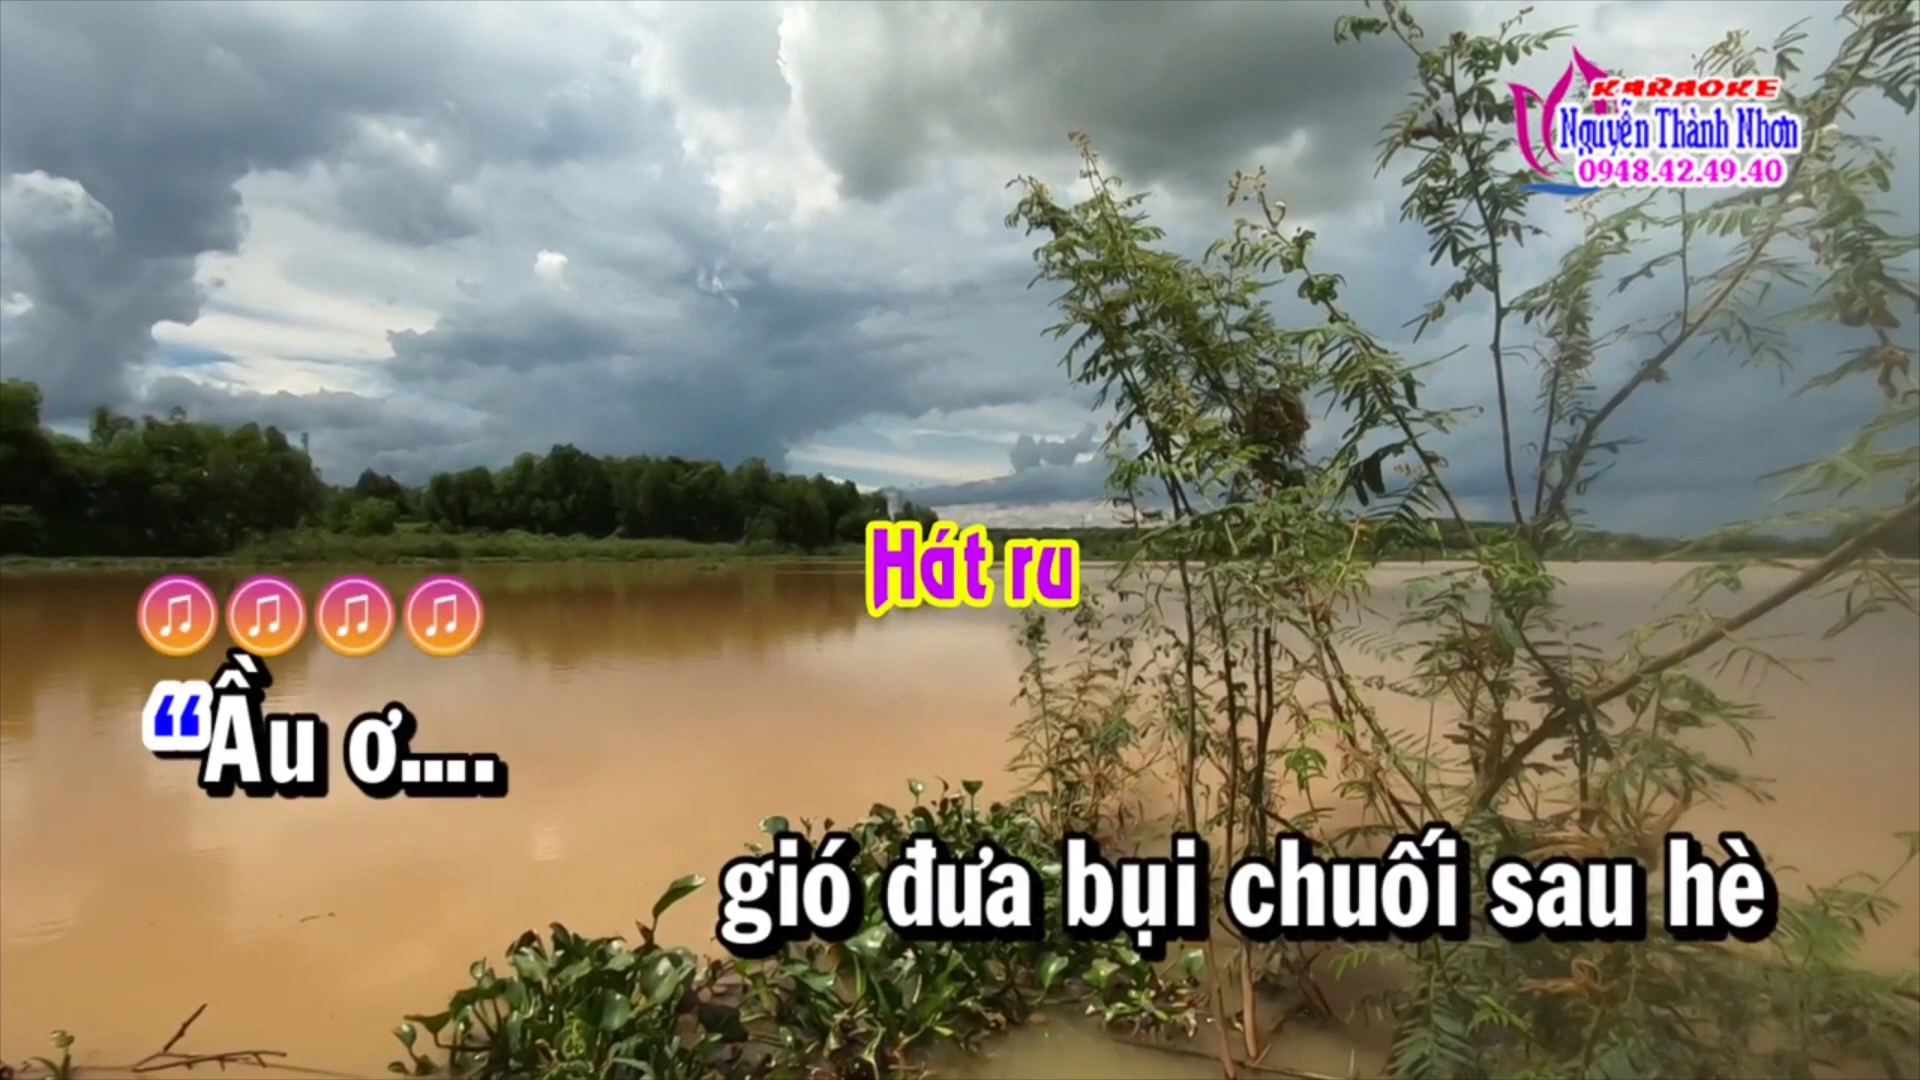 KARAOKE
Nguyễn Thành Nhơn
0948.42.49.40
Hát ru
“Ầu ơ....
gió đưa bụi chuối sau hè